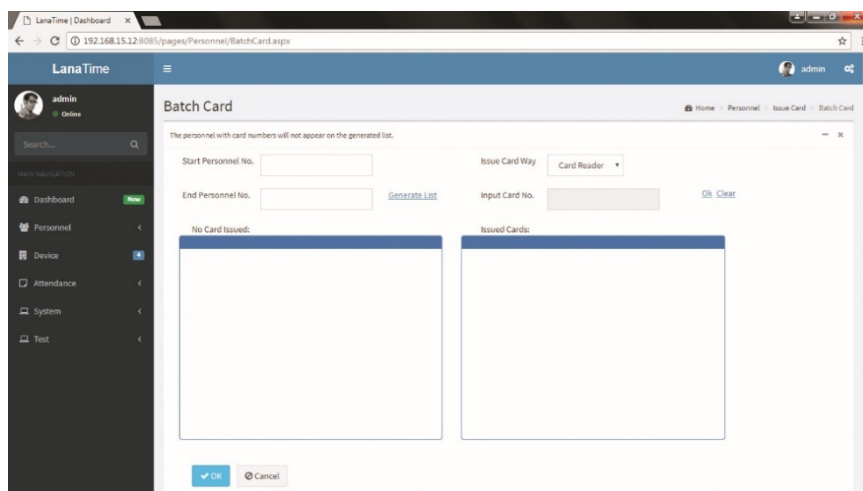 LanaTime | Dashboard
192.168.15.12:8085/pages/Personnel/BatchCard.aspx
LanaTime
admin
admin
Online
Search...
MAIN NAVIGATION
Dashboard New
Personnel
Device 4
Attendance
System
Test
Batch Card
Home > Personnel > Issue Card > Batch Card
The personnel with card numbers will not appear on the generated list.
Start Personnel No.
Issue Card Way Card Reader
End Personnel No. Generate List
Input Card No. Ok Clear
No Card Issued:
Issued Cards:
OK Cancel